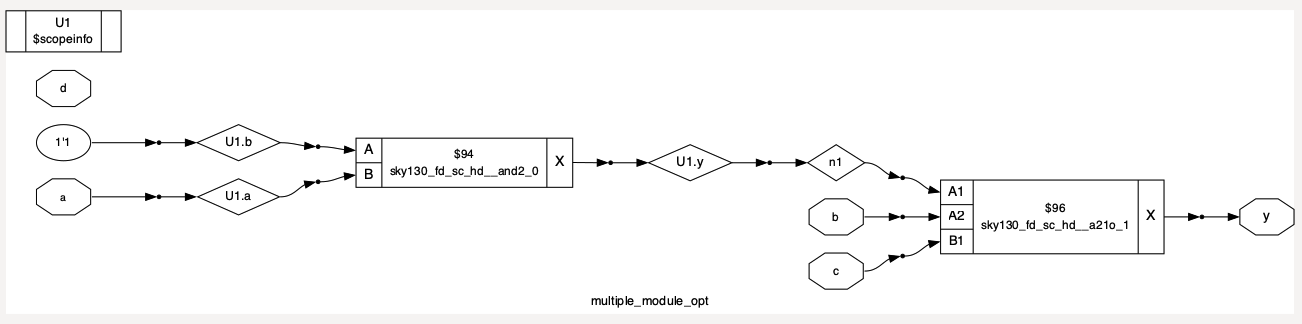 U1
$scopeinfo
d
1'1
U1.b
a
U1.a
A
B
$94
sky130_fd_sc_hd__and2_0
X
U1.y
n1
b
c
A1
A2
B1
$96
sky130_fd_sc_hd__a21o_1
X
y
multiple_module_opt